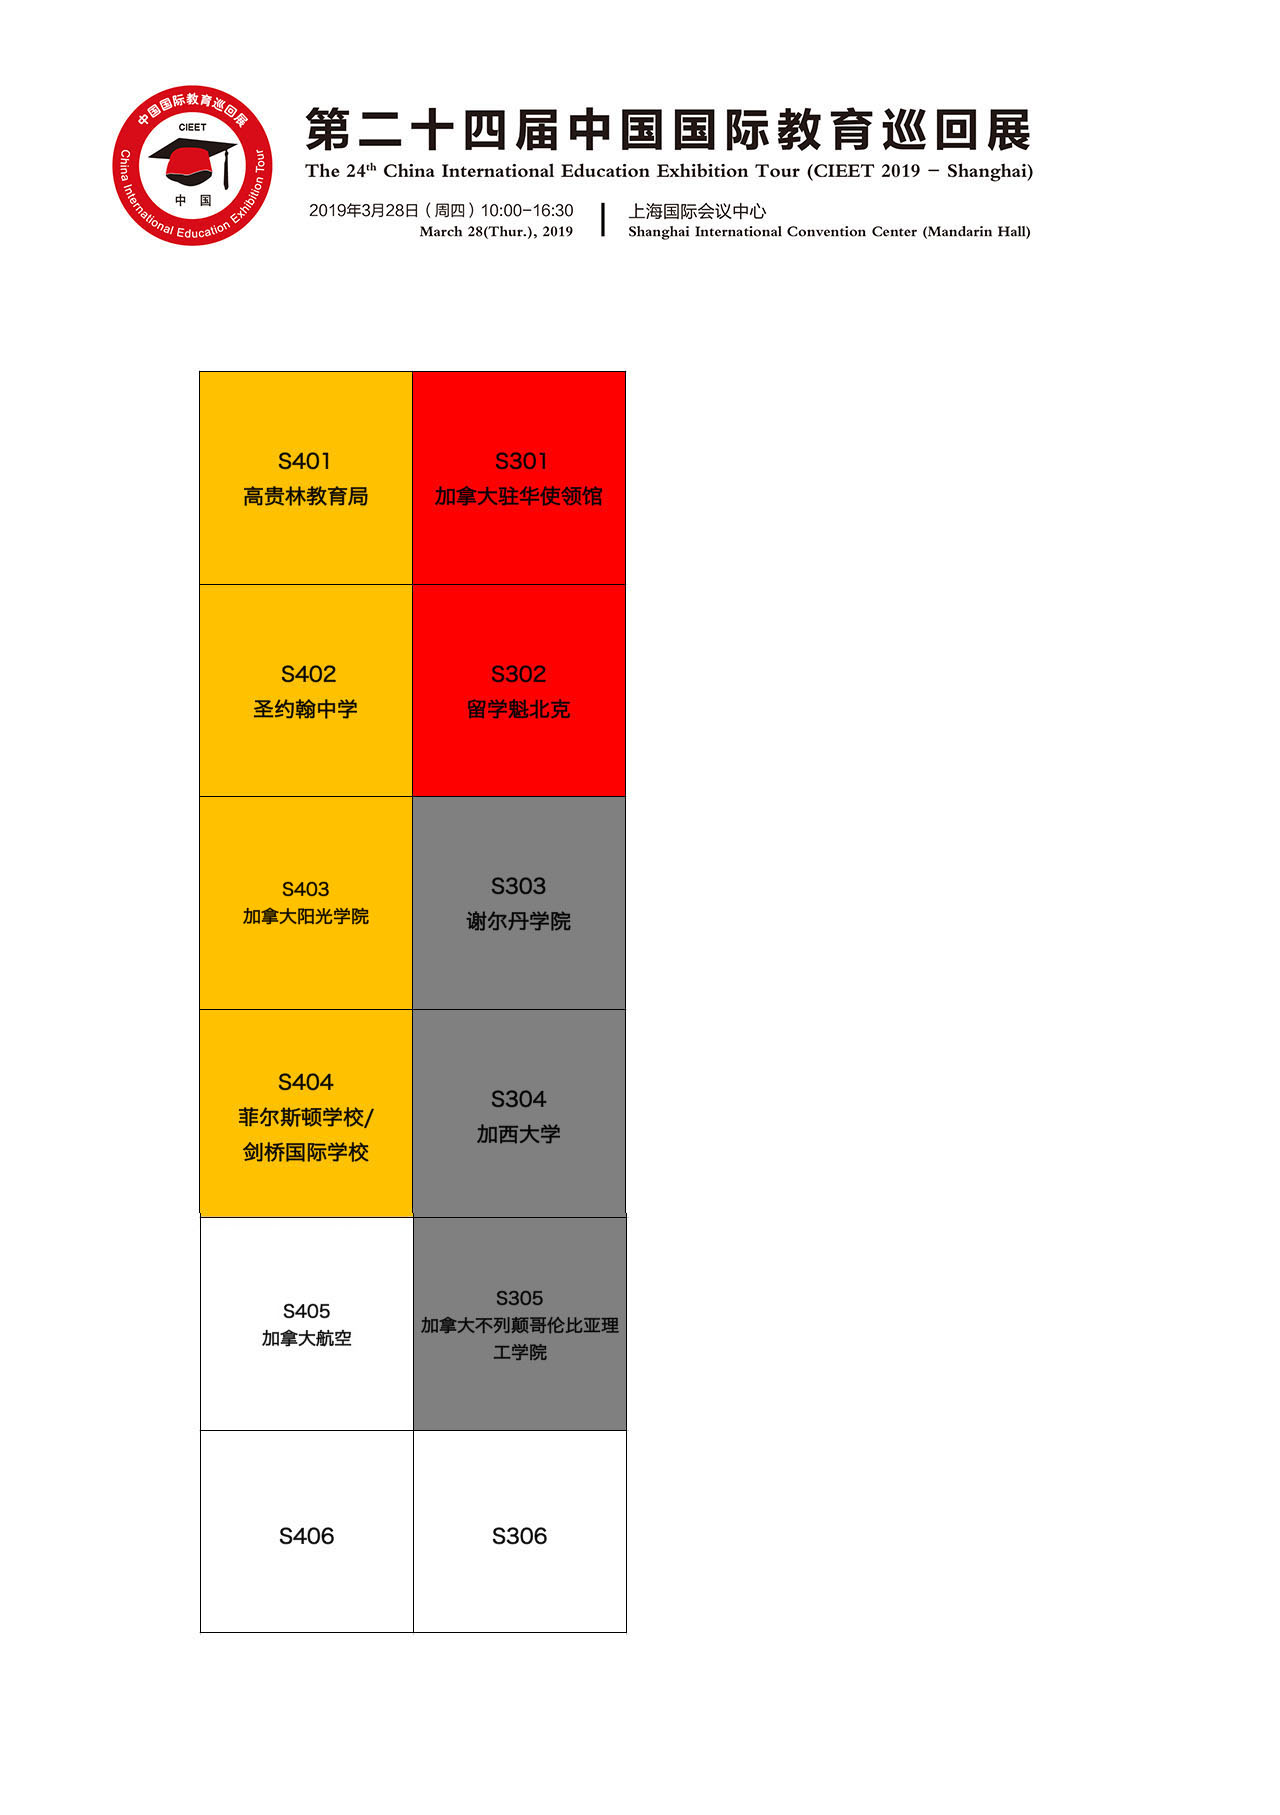 中国国际教育巡回展
CIEET
中 国
China International Education Exhibition Tour
第二十四届中国国际教育巡回展
The 24th China International Education Exhibition Tour (CIEET 2019 – Shanghai)
2019年3月28日（周四）10:00-16:30
March 28(Thur.), 2019
上海国际会议中心
Shanghai International Convention Center (Mandarin Hall)
S401
高贵林教育局
S301
加拿大驻华使领馆
S402
圣约翰中学
S302
留学魁北克
S403
加拿大阳光学院
S303
谢尔丹学院
S404
菲尔斯顿学校/
剑桥国际学校
S304
加西大学
S405
加拿大航空
S305
加拿大不列颠哥伦比亚理
工学院
S406
S306